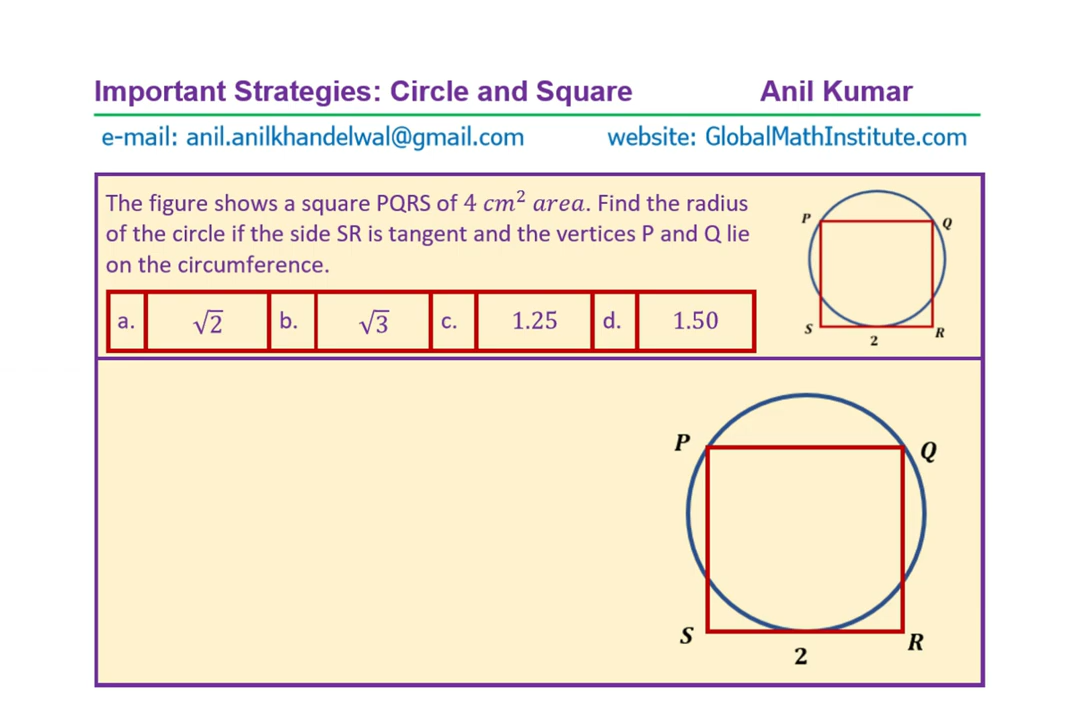 Important Strategies: Circle and Square Anil Kumar
e-mail: anil.anilkhandelwal@gmail.com website: GlobalMathInstitute.com
The figure shows a square PQRS of 4 cm² area. Find the radius
of the circle if the side SR is tangent and the vertices P and Q lie
on the circumference.
a. √2 b. √3 c. 1.25 d. 1.50
P Q
S R
2
P Q
S R
2